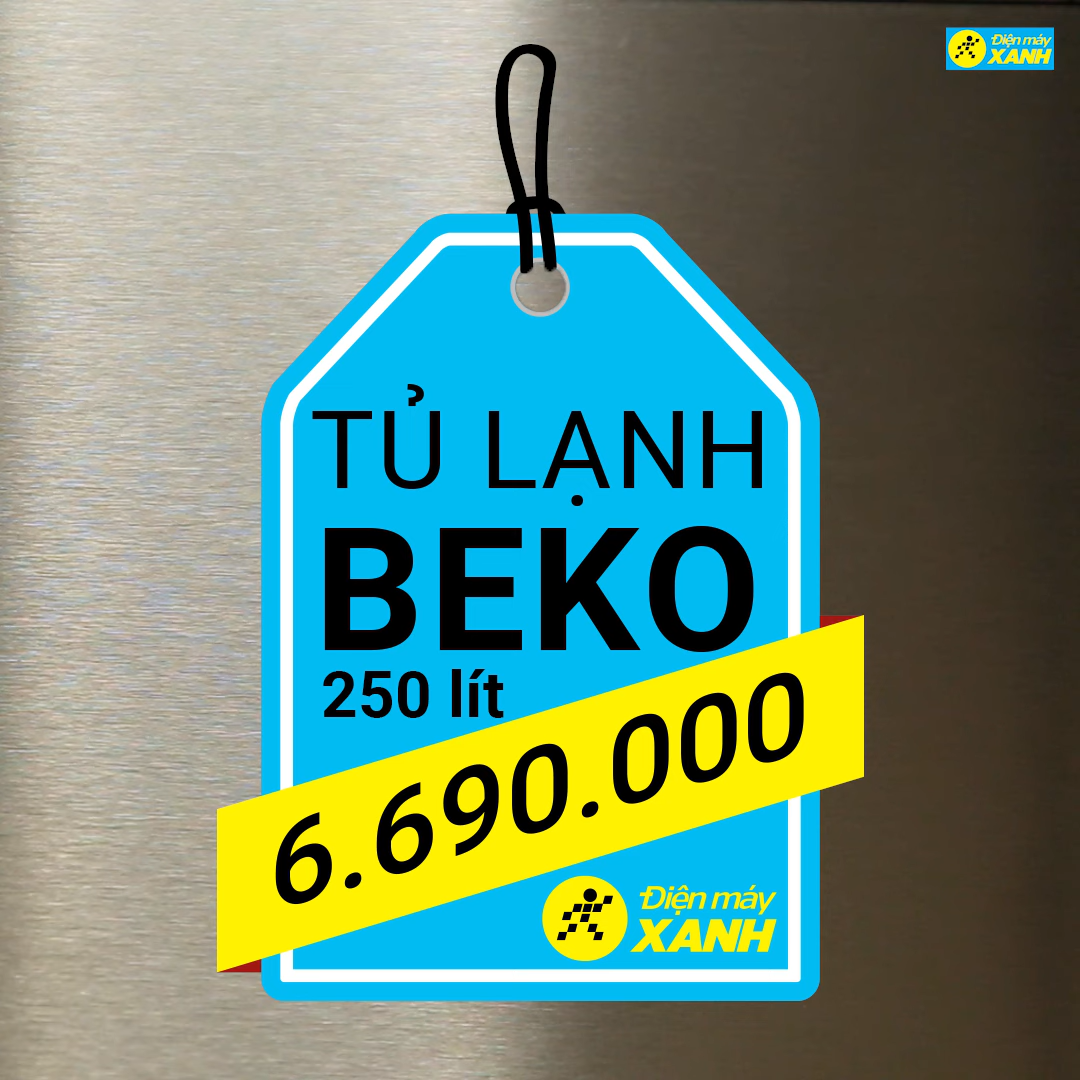 Điện máy
XANH
TỦ LẠNH
BEKO
250 lít
6.690.000
Điện máy
XANH